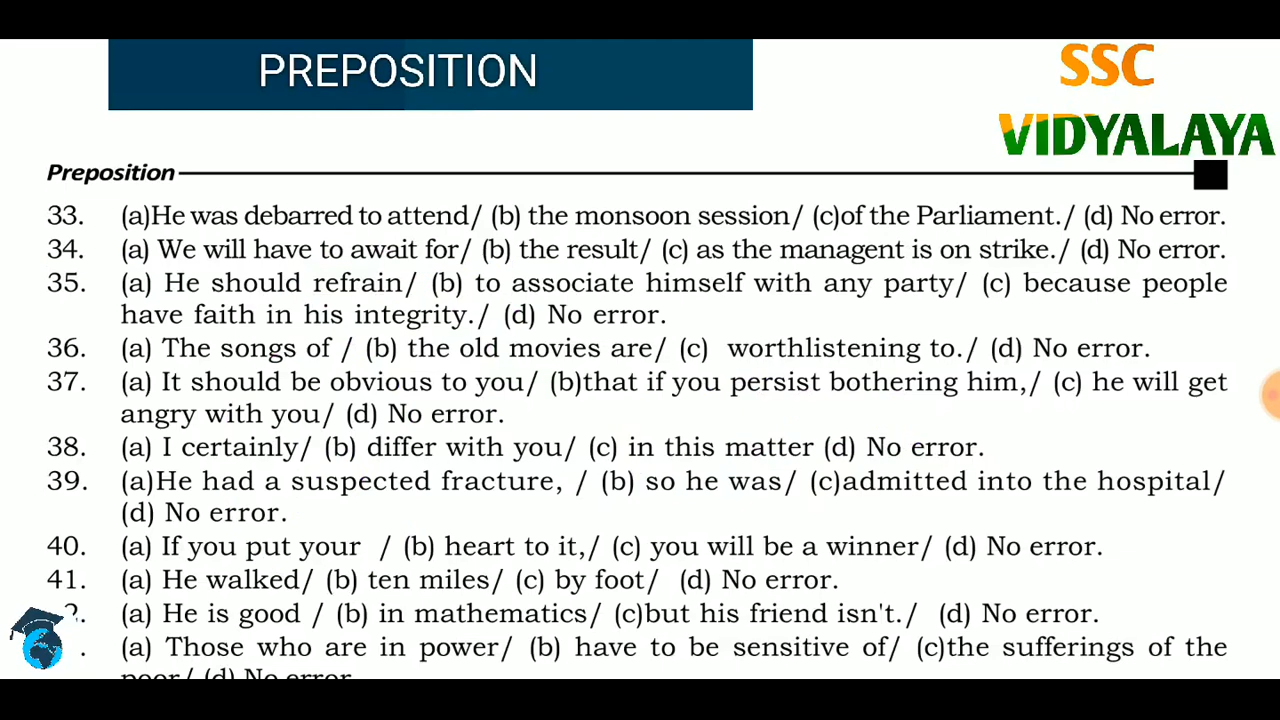 PREPOSITION
SSC
VIDYALAYA
Preposition
33. (a)He was debarred to attend/ (b) the monsoon session/ (c)of the Parliament./ (d) No error.
34. (a) We will have to await for/ (b) the result/ (c) as the managent is on strike./ (d) No error.
35. (a) He should refrain/ (b) to associate himself with any party/ (c) because people
have faith in his integrity./ (d) No error.
36. (a) The songs of / (b) the old movies are/ (c) worthlistening to./ (d) No error.
37. (a) It should be obvious to you/ (b)that if you persist bothering him,/ (c) he will get
angry with you/ (d) No error.
38. (a) I certainly/ (b) differ with you/ (c) in this matter (d) No error.
39. (a)He had a suspected fracture, / (b) so he was/ (c)admitted into the hospital/
(d) No error.
40. (a) If you put your / (b) heart to it,/ (c) you will be a winner/ (d) No error.
41. (a) He walked/ (b) ten miles/ (c) by foot/ (d) No error.
(a) He is good / (b) in mathematics/ (c)but his friend isn't./ (d) No error.
(a) Those who are in power/ (b) have to be sensitive of/ (c)the sufferings of the
poor/ (d) No error